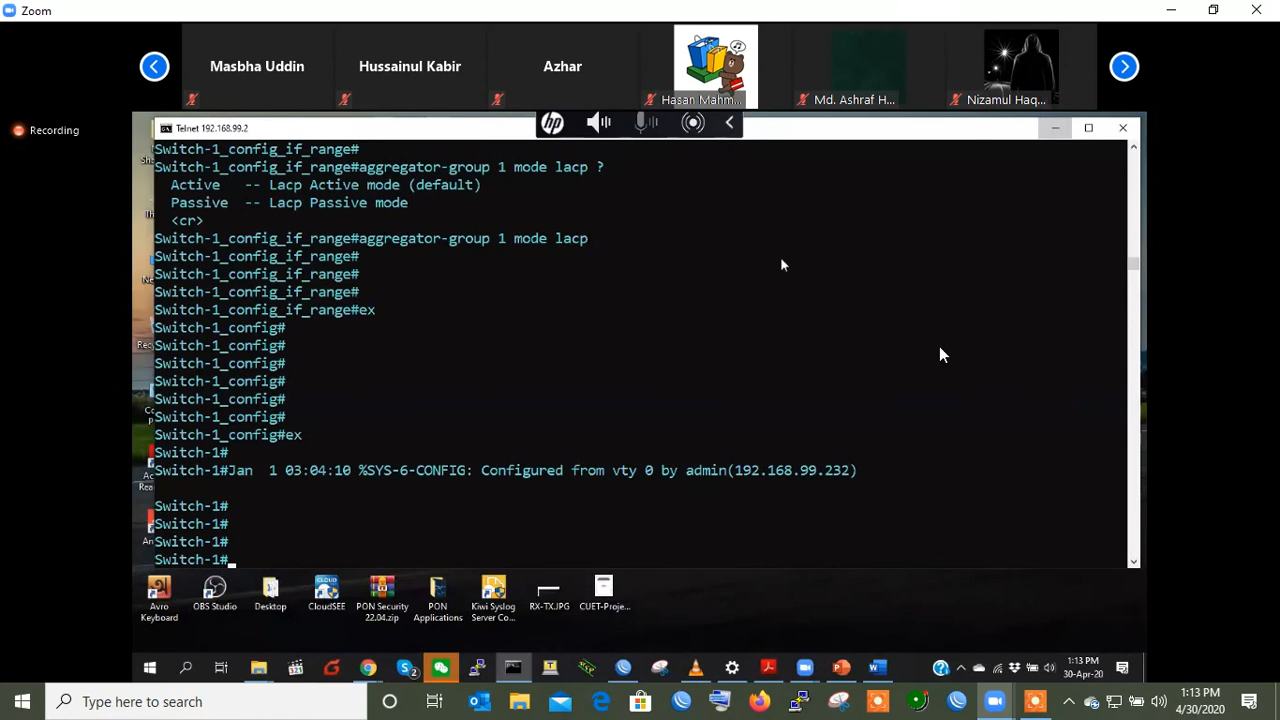 Zoom
Masbha Uddin
Hussainul Kabir
Azhar
Hasan Mahm...
Md. Ashraf H...
Nizamul Haq...
Recording
Telnet 192.168.99.2
hp
Switch-1_config_if_range#
Switch-1_config_if_range#aggregator-group 1 mode lacp ?
Active -- Lacp Active mode (default)
Passive -- Lacp Passive mode
<cr>
Switch-1_config_if_range#aggregator-group 1 mode lacp
Switch-1_config_if_range#
Switch-1_config_if_range#
Switch-1_config_if_range#
Switch-1_config_if_range#ex
Switch-1_config#
Switch-1_config#
Switch-1_config#
Switch-1_config#
Switch-1_config#
Switch-1_config#
Switch-1_config#ex
Switch-1#
Switch-1#Jan 1 03:04:10 %SYS-6-CONFIG: Configured from vty 0 by admin(192.168.99.232)
Switch-1#
Switch-1#
Switch-1#
Switch-1#
Avro
Keyboard
OBS Studio
Desktop
CLOUD
SEE
CloudSEE
PON Security
22.04.zip
PON
Applications
Kiwi Syslog
Server Co...
RX-TX.JPG
CUET-Proje...
2
1:13 PM
30-Apr-20
Type here to search
1:13 PM
4/30/2020